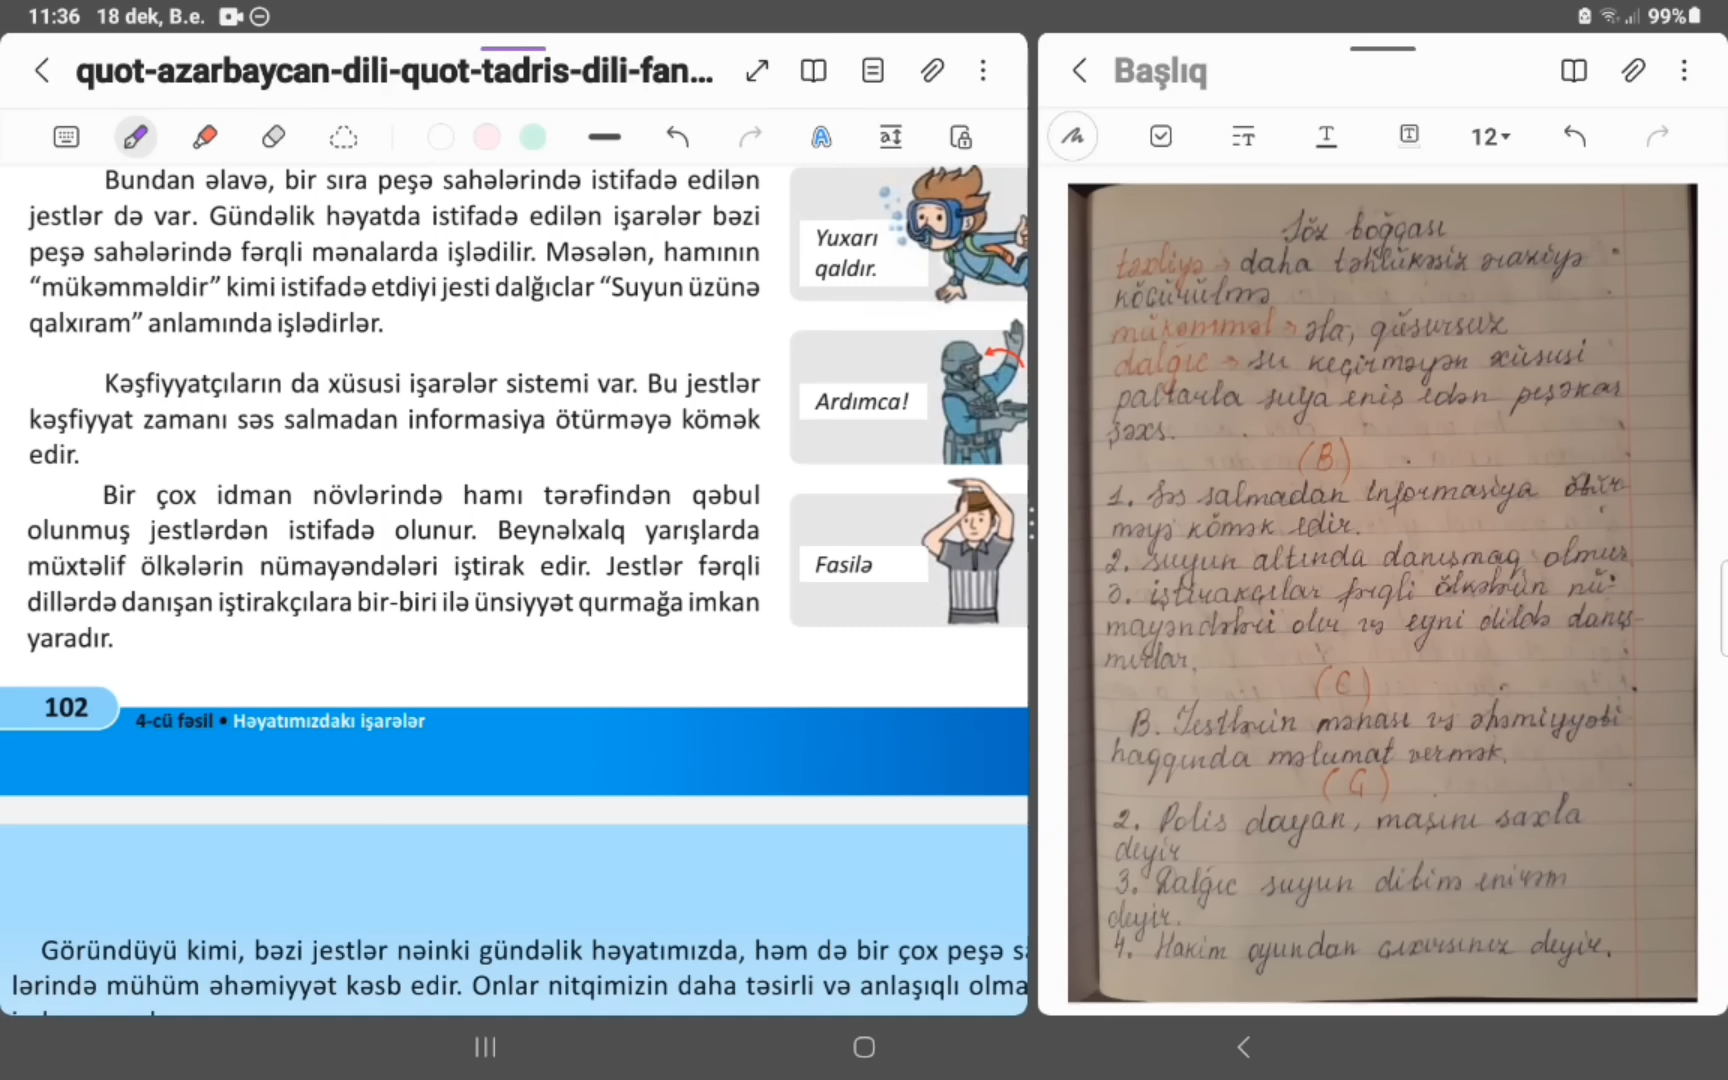 11:36 18 dek, B.e. 99%
quot-azarbaycan-dili-quot-tadris-dili-fan...
Bundan əlavə, bir sıra peşə sahələrində istifadə edilən
jestlər də var. Gündəlik həyatda istifadə edilən işarələr bəzi
peşə sahələrində fərqli mənalarda işlədilir. Məsələn, hamının
“mükəmməldir” kimi istifadə etdiyi jesti dalğıclar “Suyun üzünə
qalxıram” anlamında işlədirlər.
Yuxarı
qaldır.
Kəşfiyyatçıların da xüsusi işarələr sistemi var. Bu jestlər
kəşfiyyat zamanı səs salmadan informasiya ötürməyə kömək
edir.
Ardımca!
Bir çox idman növlərində hamı tərəfindən qəbul
olunmuş jestlərdən istifadə olunur. Beynəlxalq yarışlarda
müxtəlif ölkələrin nümayəndələri iştirak edir. Jestlər fərqli
dillərdə danışan iştirakçılara bir-biri ilə ünsiyyət qurmağa imkan
yaradır.
Fasilə
102
4-cü fəsil • Həyatımızdakı işarələr
Göründüyü kimi, bəzi jestlər nəinki gündəlik həyatımızda, həm də bir çox peşə
lərində mühüm əhəmiyyət kəsb edir. Onlar nitqimizin daha təsirli və anlaşıqlı olma
Başlıq
12
Söz boğçası
təxliyə → daha təhlükəsiz əraziyə
köçürülmə
mükəmməl → əla, qüsursuz
dalğıc → su keçirməyən xüsusi
paltarla suya eniş edən peşəkar
şəxs.
(B)
1. Səs salmadan informasiya ötür-
məyə kömək edir.
2. Suyun altında danışmaq olmur.
3. iştirakçılar fərqli ölkələrin nü-
mayəndələri olur və eyni dildə danış-
mırlar.
(C)
B. Jestlərin mənası və əhəmiyyəti
haqqında məlumat vermək.
(Ç)
2. Polis dayan, maşını saxla
deyir
3. Dalğıc suyun dibinə enirəm
deyir.
4. Hakim oyundan çıxırsınız deyir.